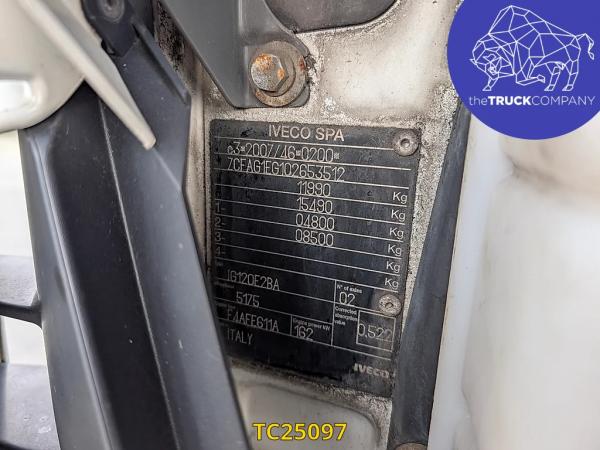 theTRUCKCOMPANY
IVECO SPA
e3*2007/46*0200*
ZCFAG1EG102653512
11990 Kg
15490 Kg
1- 04800 Kg
2- 08500 Kg
3- Kg
4- Kg
IG120E2BA
N° of axles
02
5175
Corrected absorption value
F4AFE611A
Engine power kW
162
0.522
ITALY
IVECO
TC25097